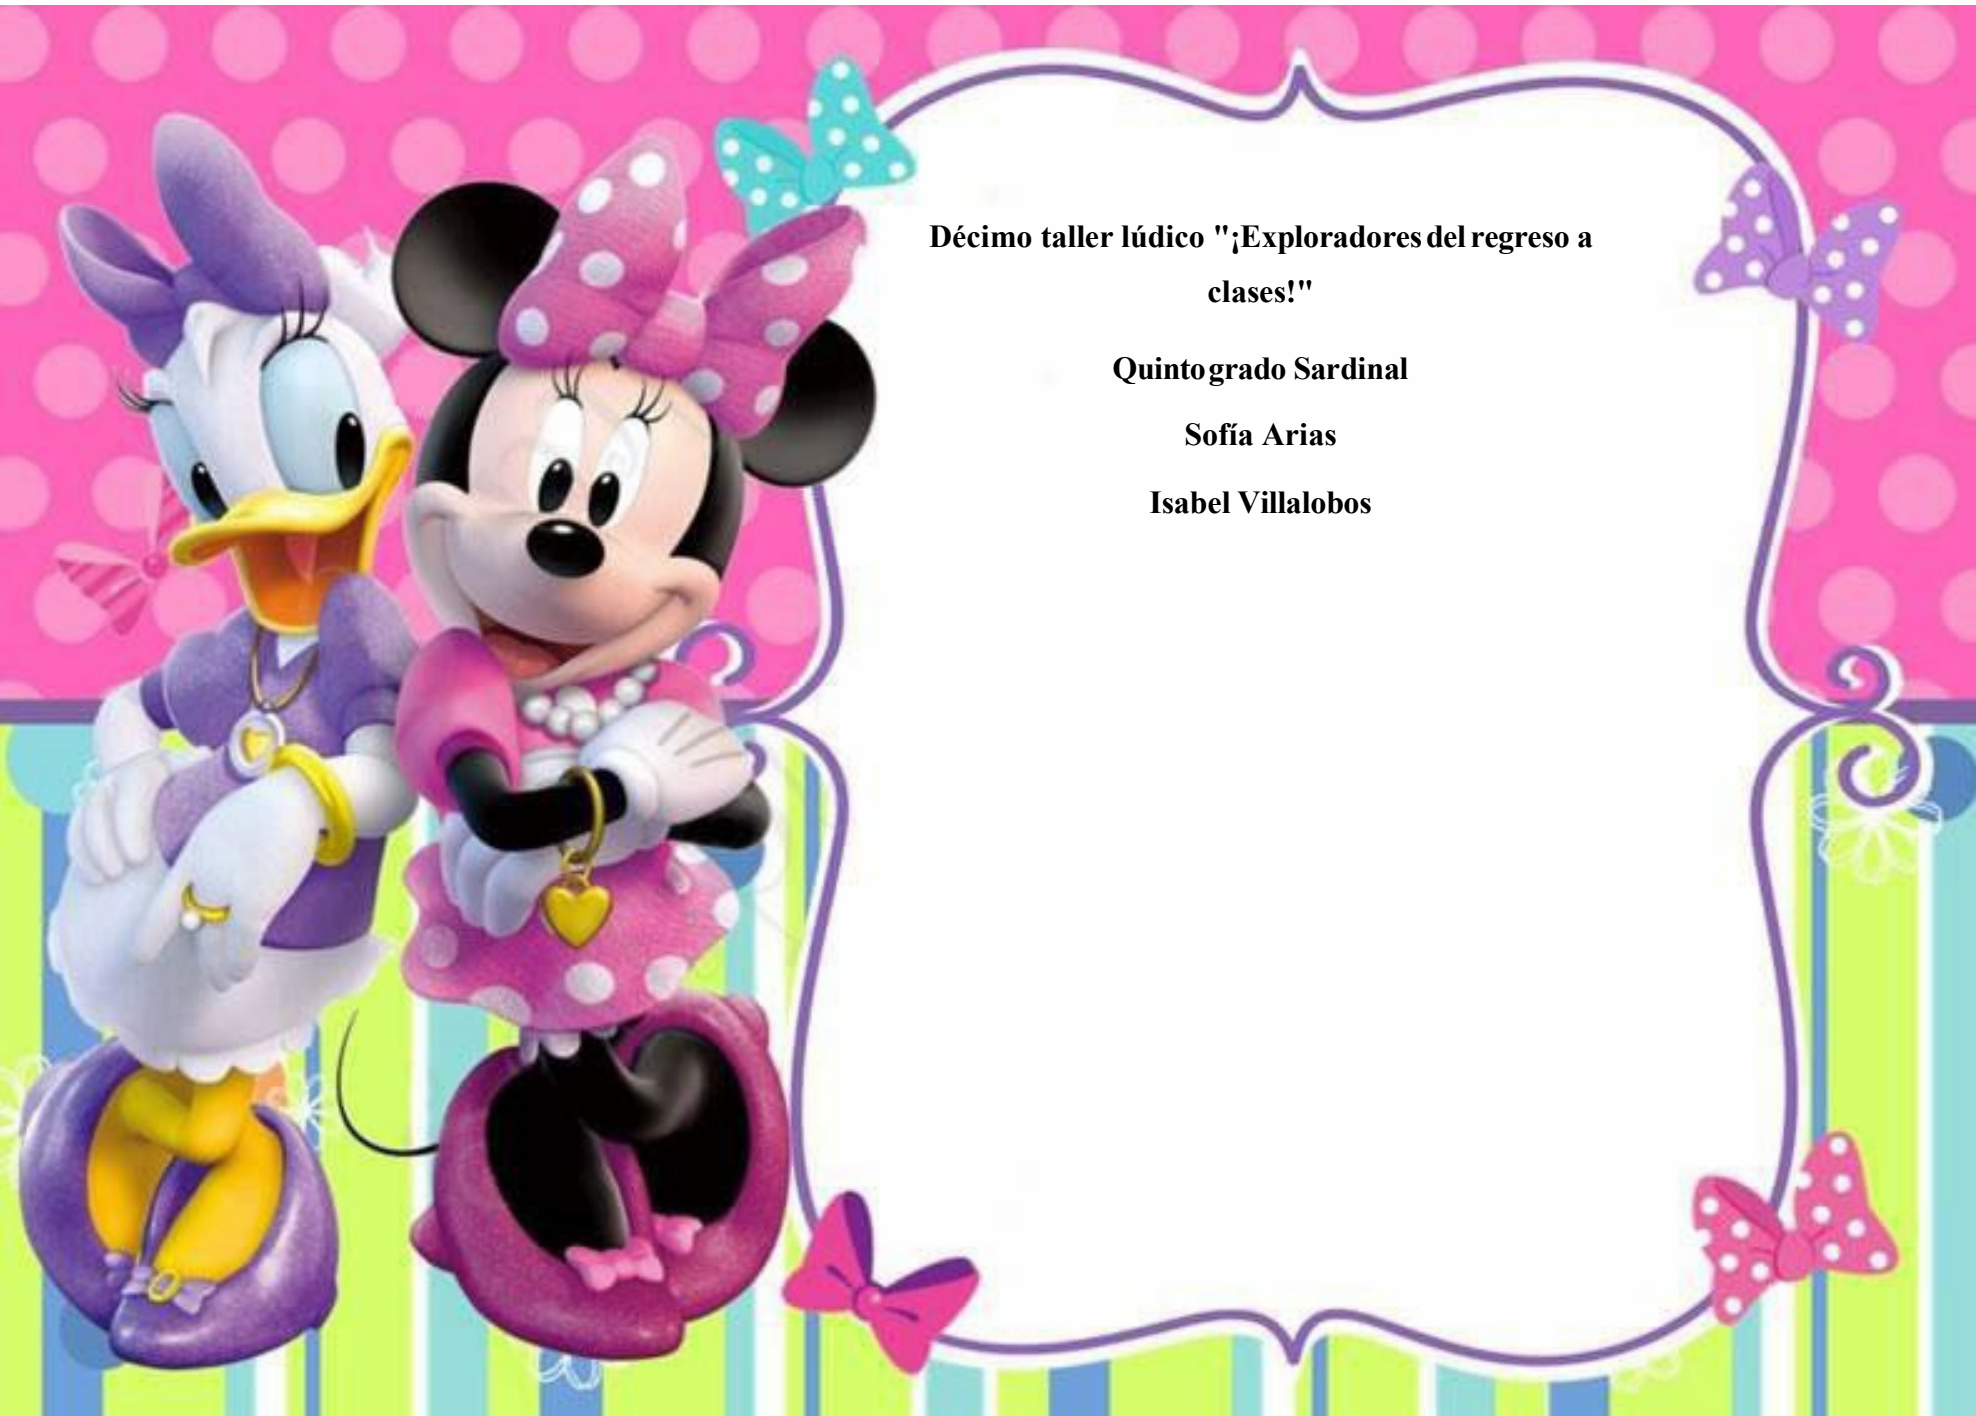 Décimo taller lúdico "¡Exploradores del regreso a
clases!"
Quinto grado Sardinal
Sofía Arias
Isabel Villalobos